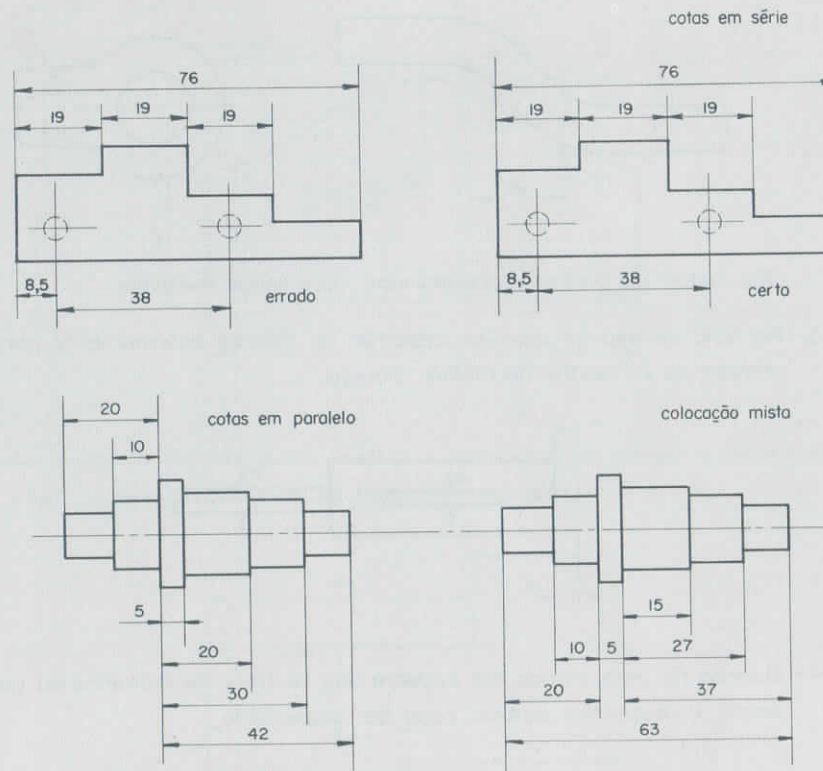 cotas em série
76
76
19 19 19
19 19 19
8,5 38 errado
8,5 38 certo
20 cotas em paralelo
colocação mista
10
5
20
30
42
15
10 5 27
20 37
63